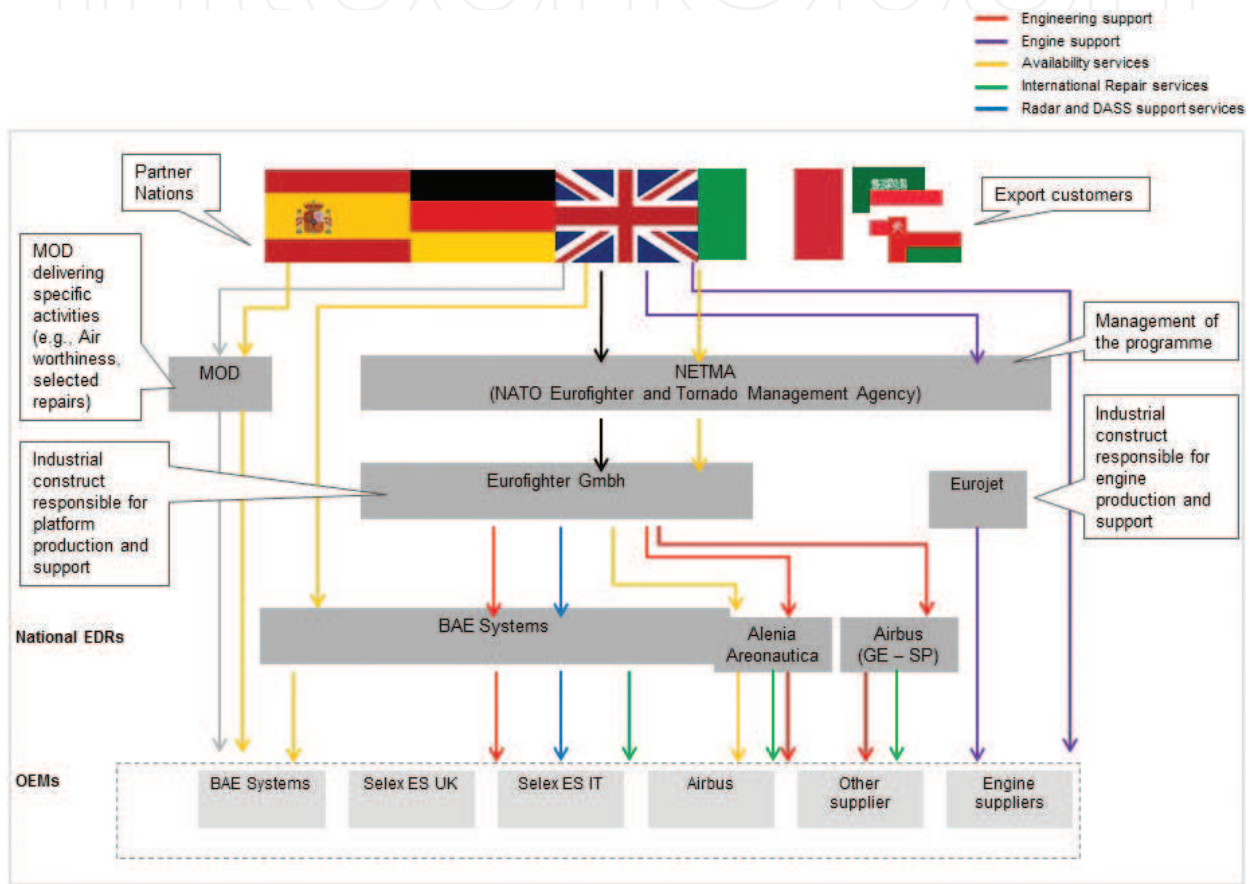 Engineering support
Engine support
Availability services
International Repair services
Radar and DASS support services
Partner
Nations
Export customers
MOD
delivering
specific
activities
(e.g., Air
worthiness,
selected
repairs)
Management of
the programme
MOD
NETMA
(NATO Eurofighter and Tornado Management Agency)
Industrial
construct
responsible for
platform
production and
support
Eurofighter Gmbh
Eurojet
Industrial
construct
responsible for
engine
production and
support
National EDRs
BAE Systems
Alenia
Areonautica
Airbus
(GE – SP)
OEMs
BAE Systems
Selex ES UK
Selex ES IT
Airbus
Other
supplier
Engine
suppliers